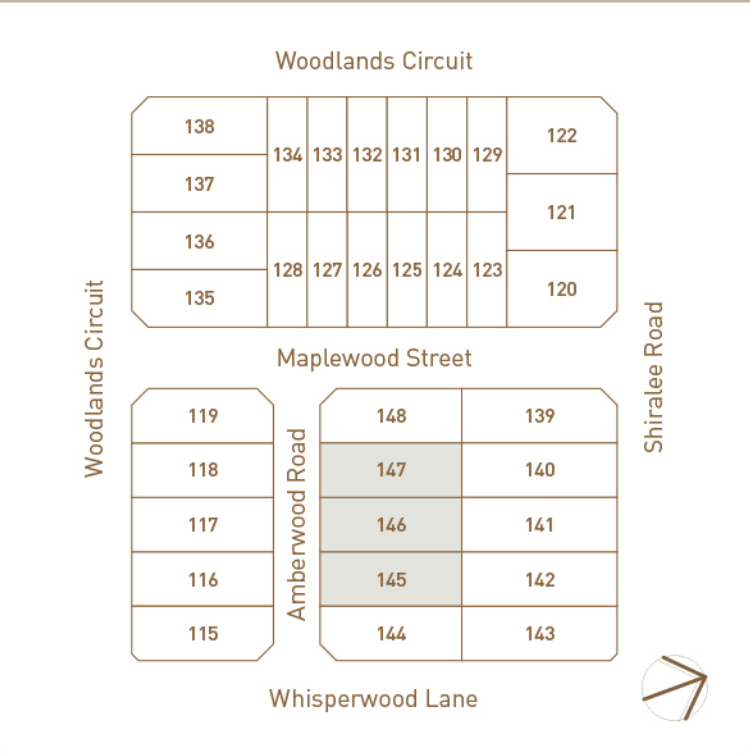 Woodlands Circuit
138
134 133 132 131 130 129
122
137
121
136
128 127 126 125 124 123
135
120
Woodlands Circuit
Maplewood Street
Shiralee Road
119
148
139
118
147
140
Amberwood Road
117
146
141
116
145
142
115
144
143
Whisperwood Lane